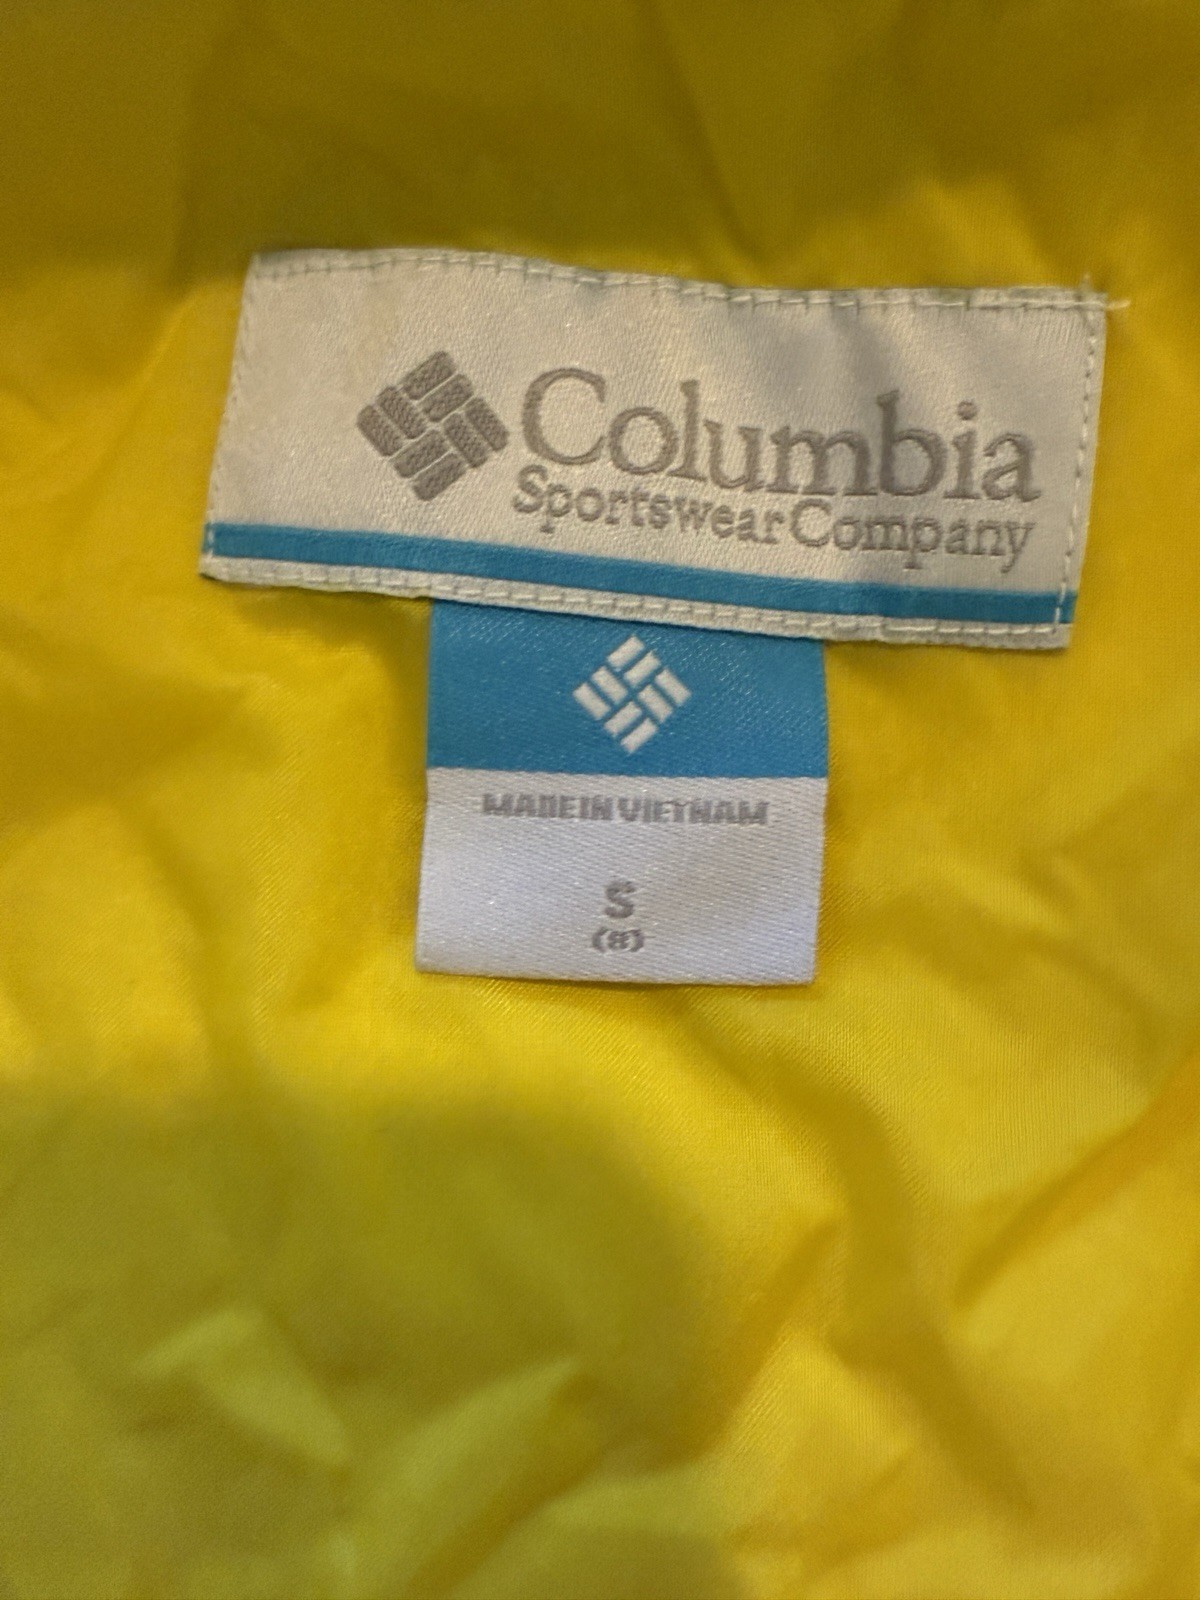 Columbia
Sportswear Company
MADE IN VIETNAM
S
(8)